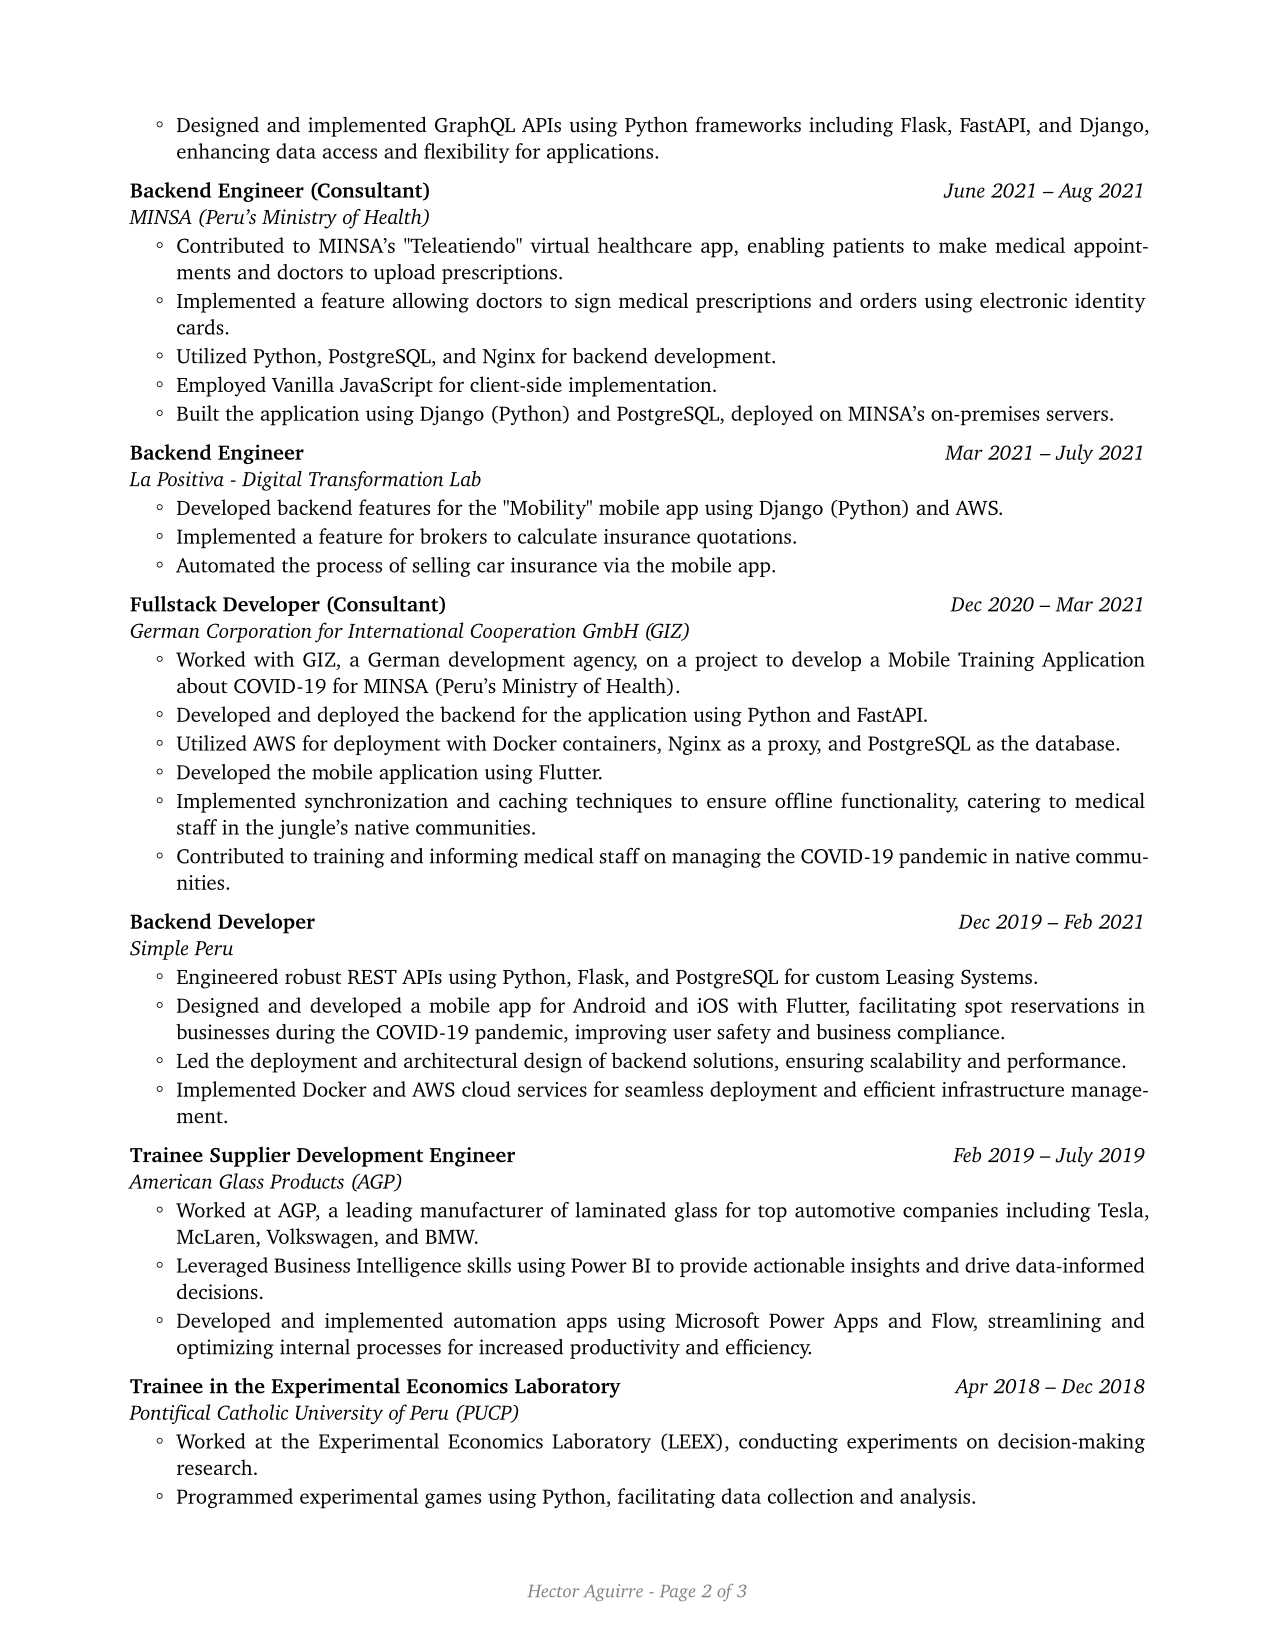 ◦ Designed and implemented GraphQL APIs using Python frameworks including Flask, FastAPI, and Django,
enhancing data access and flexibility for applications.
Backend Engineer (Consultant) June 2021 – Aug 2021
MINSA (Peru’s Ministry of Health)
◦ Contributed to MINSA’s "Teleatiendo" virtual healthcare app, enabling patients to make medical appoint-
ments and doctors to upload prescriptions.
◦ Implemented a feature allowing doctors to sign medical prescriptions and orders using electronic identity
cards.
◦ Utilized Python, PostgreSQL, and Nginx for backend development.
◦ Employed Vanilla JavaScript for client-side implementation.
◦ Built the application using Django (Python) and PostgreSQL, deployed on MINSA’s on-premises servers.
Backend Engineer Mar 2021 – July 2021
La Positiva - Digital Transformation Lab
◦ Developed backend features for the "Mobility" mobile app using Django (Python) and AWS.
◦ Implemented a feature for brokers to calculate insurance quotations.
◦ Automated the process of selling car insurance via the mobile app.
Fullstack Developer (Consultant) Dec 2020 – Mar 2021
German Corporation for International Cooperation GmbH (GIZ)
◦ Worked with GIZ, a German development agency, on a project to develop a Mobile Training Application
about COVID-19 for MINSA (Peru’s Ministry of Health).
◦ Developed and deployed the backend for the application using Python and FastAPI.
◦ Utilized AWS for deployment with Docker containers, Nginx as a proxy, and PostgreSQL as the database.
◦ Developed the mobile application using Flutter.
◦ Implemented synchronization and caching techniques to ensure offline functionality, catering to medical
staff in the jungle’s native communities.
◦ Contributed to training and informing medical staff on managing the COVID-19 pandemic in native commu-
nities.
Backend Developer Dec 2019 – Feb 2021
Simple Peru
◦ Engineered robust REST APIs using Python, Flask, and PostgreSQL for custom Leasing Systems.
◦ Designed and developed a mobile app for Android and iOS with Flutter, facilitating spot reservations in
businesses during the COVID-19 pandemic, improving user safety and business compliance.
◦ Led the deployment and architectural design of backend solutions, ensuring scalability and performance.
◦ Implemented Docker and AWS cloud services for seamless deployment and efficient infrastructure manage-
ment.
Trainee Supplier Development Engineer Feb 2019 – July 2019
American Glass Products (AGP)
◦ Worked at AGP, a leading manufacturer of laminated glass for top automotive companies including Tesla,
McLaren, Volkswagen, and BMW.
◦ Leveraged Business Intelligence skills using Power BI to provide actionable insights and drive data-informed
decisions.
◦ Developed and implemented automation apps using Microsoft Power Apps and Flow, streamlining and
optimizing internal processes for increased productivity and efficiency.
Trainee in the Experimental Economics Laboratory Apr 2018 – Dec 2018
Pontifical Catholic University of Peru (PUCP)
◦ Worked at the Experimental Economics Laboratory (LEEX), conducting experiments on decision-making
research.
◦ Programmed experimental games using Python, facilitating data collection and analysis.
Hector Aguirre - Page 2 of 3